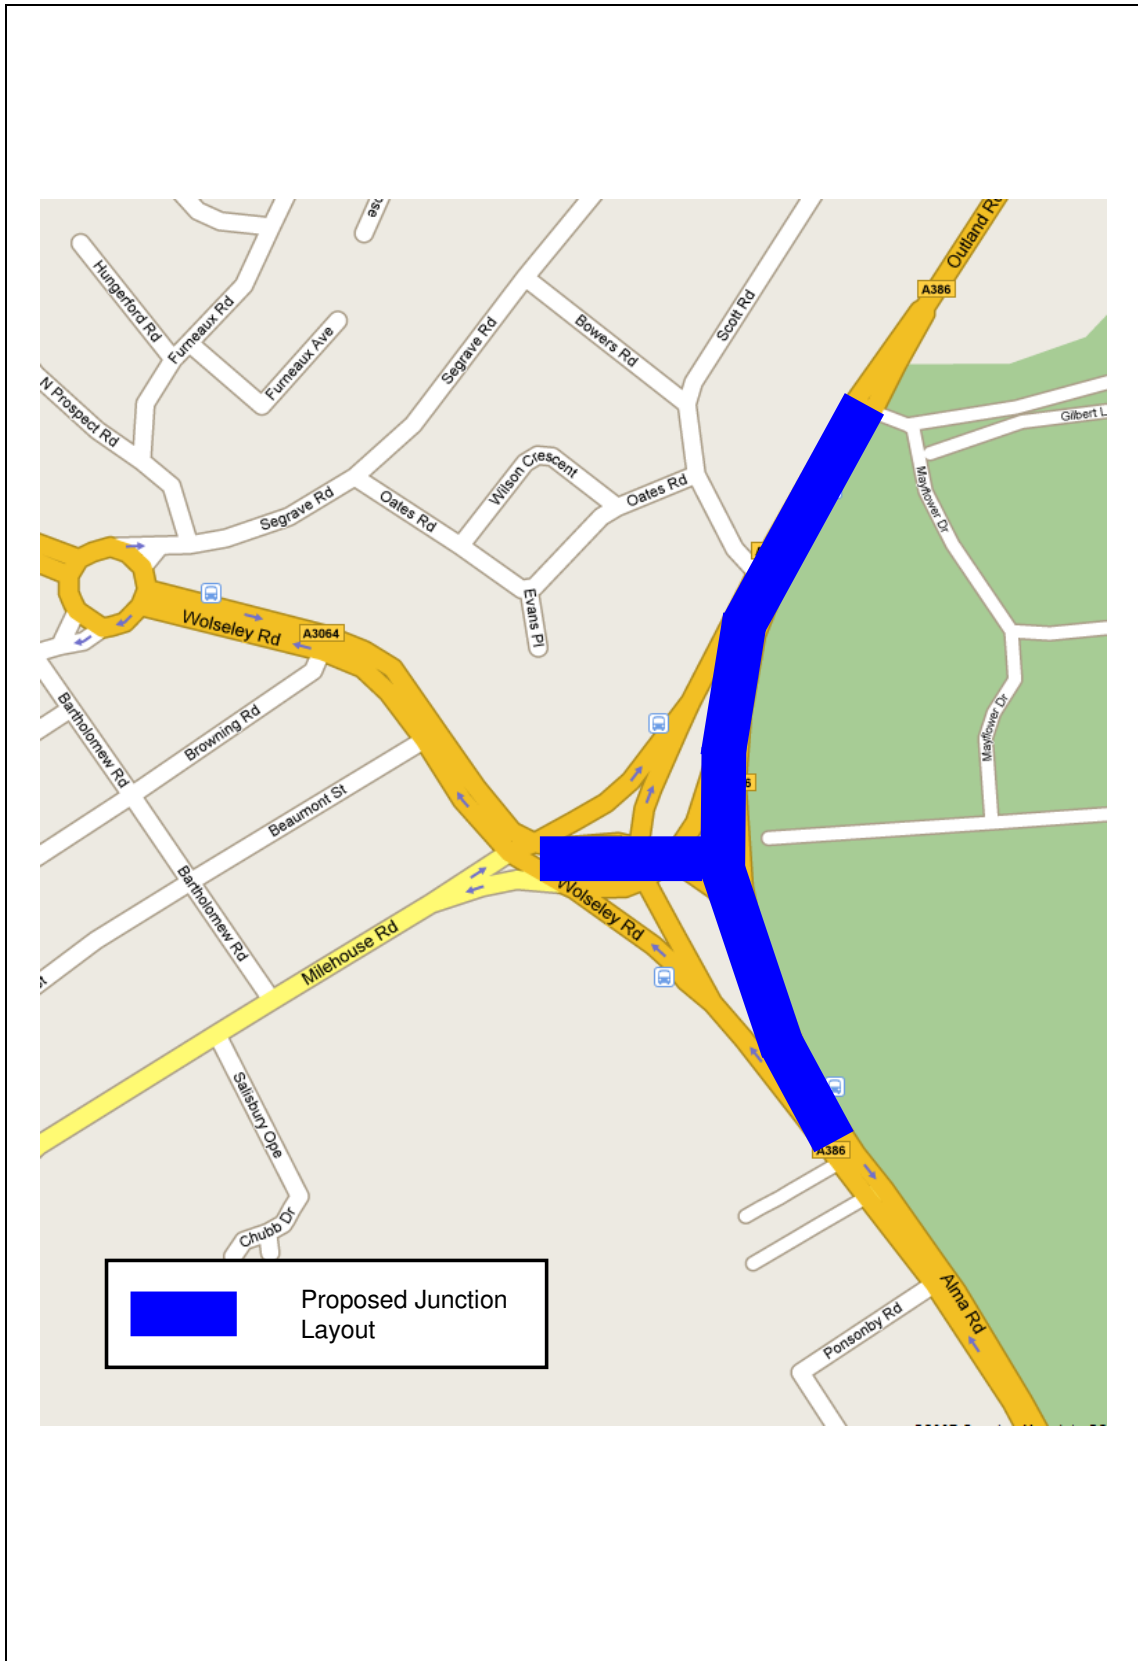 Outland R
A386
Hungerford Rd
Furneaux Rd
Furneaux Ave
Segrave Rd
Bowers Rd
Scott Rd
N Prospect Rd
Gilbert L
Wilson Crescent
Oates Rd
Oates Rd
Segrave Rd
Mayflower Dr
Evans Pl
Wolseley Rd
A3064
Bartholomew Rd
Browning Rd
Mayflower Dr
Beaumont St
6
Bartholomew Rd
Wolseley Rd
Milehouse Rd
Salisbury Ope
A386
Chubb Dr
Alma Rd
Ponsonby Rd
Proposed Junction
Layout